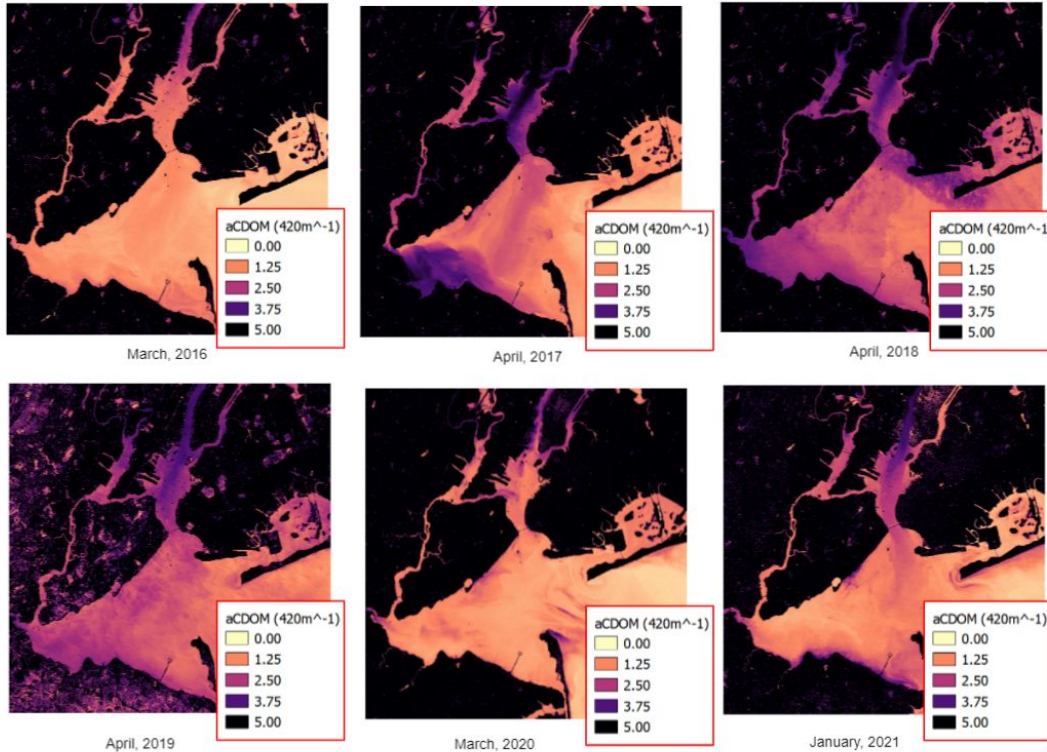 aCDOM (420m^-1)
0.00
1.25
2.50
3.75
5.00
March, 2016
aCDOM (420m^-1)
0.00
1.25
2.50
3.75
5.00
April, 2017
aCDOM (420m^-1)
0.00
1.25
2.50
3.75
5.00
April, 2018
aCDOM (420m^-1)
0.00
1.25
2.50
3.75
5.00
April, 2019
aCDOM (420m^-1)
0.00
1.25
2.50
3.75
5.00
March, 2020
aCDOM (420m^-1)
0.00
1.25
2.50
3.75
5.00
January, 2021